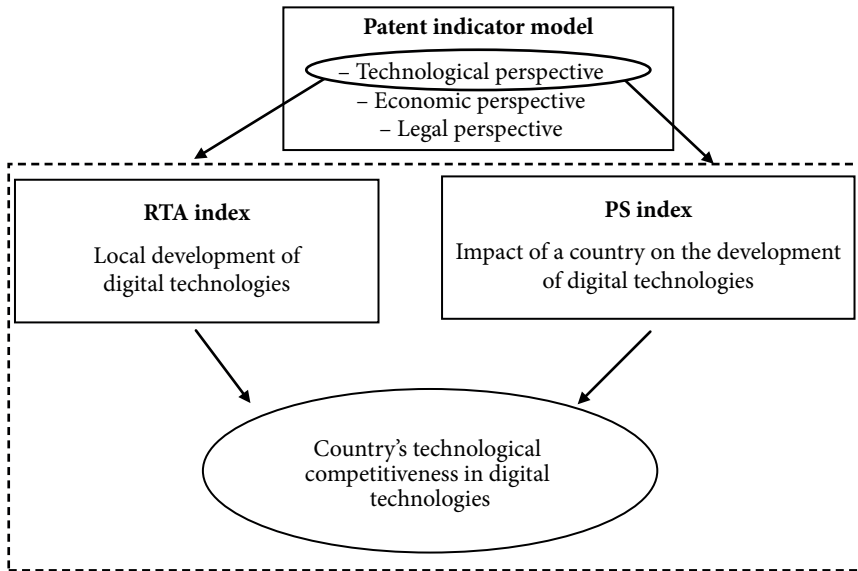 Patent indicator model
– Technological perspective
– Economic perspective
– Legal perspective
RTA index
Local development of
digital technologies
PS index
Impact of a country on the development
of digital technologies
Country’s technological
competitiveness in digital
technologies